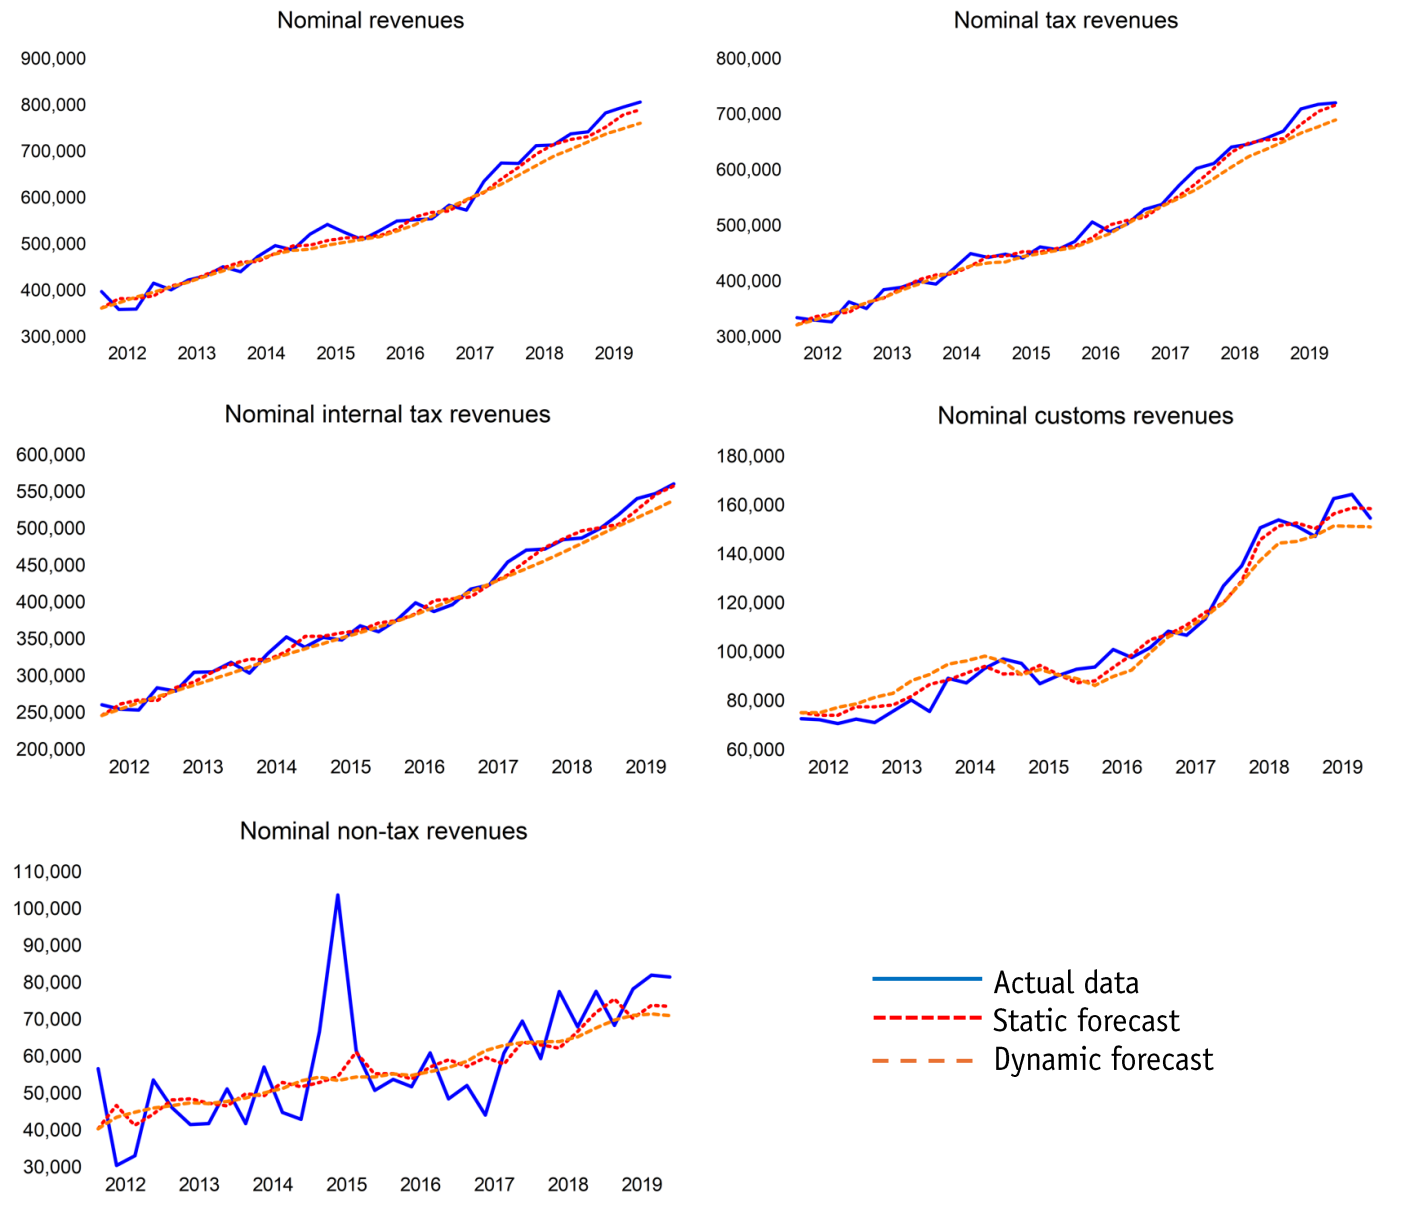 Nominal revenues
900,000
800,000
700,000
600,000
500,000
400,000
300,000
2012 2013 2014 2015 2016 2017 2018 2019
Nominal tax revenues
800,000
700,000
600,000
500,000
400,000
300,000
2012 2013 2014 2015 2016 2017 2018 2019
Nominal internal tax revenues
600,000
550,000
500,000
450,000
400,000
350,000
300,000
250,000
200,000
2012 2013 2014 2015 2016 2017 2018 2019
Nominal customs revenues
180,000
160,000
140,000
120,000
100,000
80,000
60,000
2012 2013 2014 2015 2016 2017 2018 2019
Nominal non-tax revenues
110,000
100,000
90,000
80,000
70,000
60,000
50,000
40,000
30,000
2012 2013 2014 2015 2016 2017 2018 2019
Actual data
Static forecast
Dynamic forecast